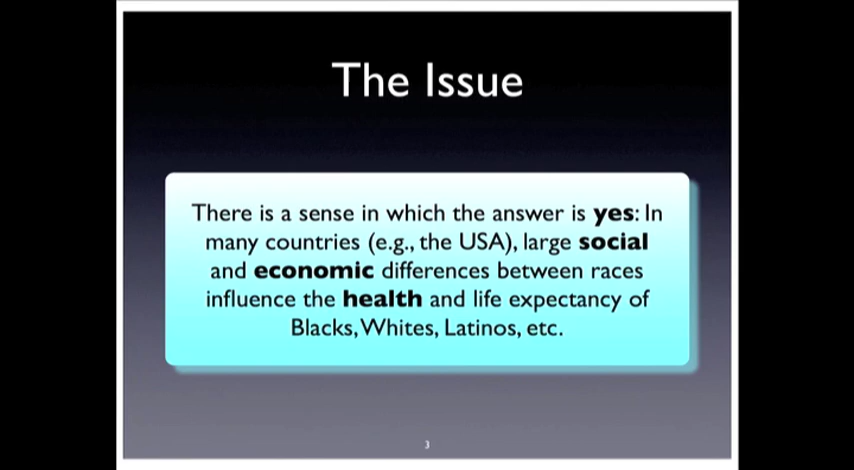 The Issue
There is a sense in which the answer is yes: In
many countries (e.g., the USA), large social
and economic differences between races
influence the health and life expectancy of
Blacks, Whites, Latinos, etc.
3